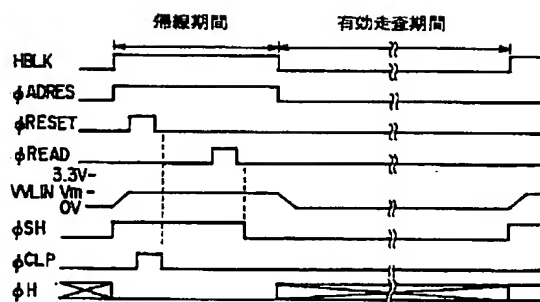 帰線期間 有効走査期間
HBLK
φADRES
φRESET
φREAD
3.3V-
VVLIN Vm-
0V
φSH
φCLP
φH